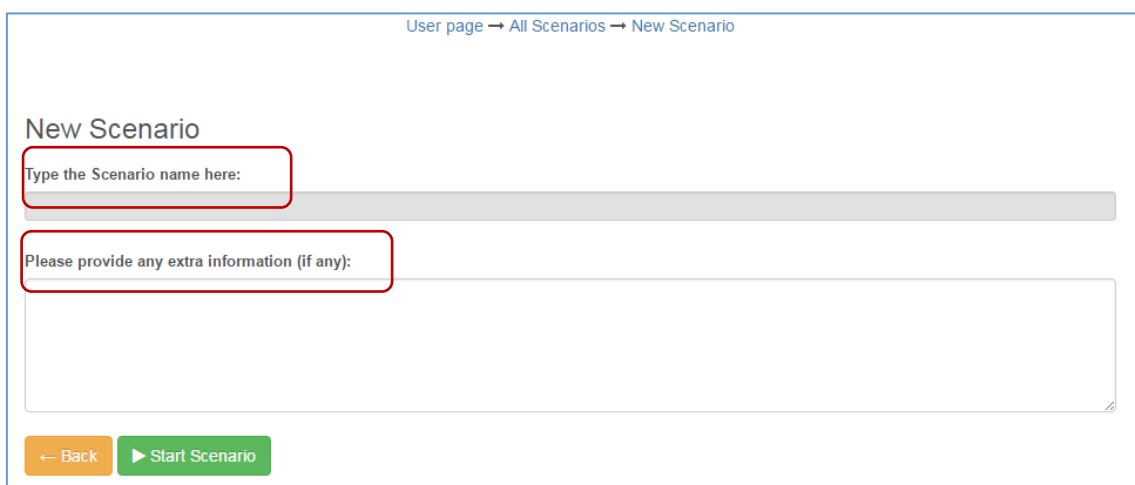 User page → All Scenarios → New Scenario
New Scenario
Type the Scenario name here:
Please provide any extra information (if any):
← Back ▶ Start Scenario